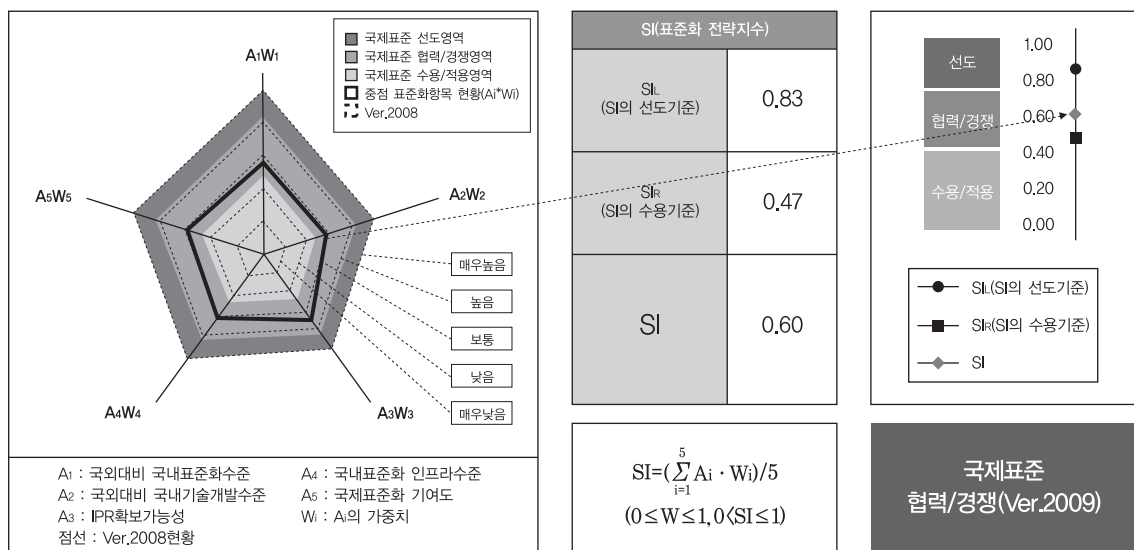 국제표준 선도영역
국제표준 협력/경쟁영역
국제표준 수용/적용영역
중점 표준화항목 현황(Ai*Wi)
Ver.2008
A1W1
A2W2
A3W3
A4W4
A5W5
매우높음
높음
보통
낮음
매우낮음
A1 : 국외대비 국내표준화수준
A2 : 국외대비 국내기술개발수준
A3 : IPR확보가능성
점선 : Ver.2008현황
A4 : 국내표준화 인프라수준
A5 : 국제표준화 기여도
Wi : Ai의 가중치
SI(표준화 전략지수)
SIL
(SI의 선도기준)
0.83
SIR
(SI의 수용기준)
0.47
SI
0.60
5
SI=(∑ Ai · Wi)/5
i=1
(0≤W≤1, 0<SI≤1)
선도
협력/경쟁
수용/적용
1.00
0.80
0.60
0.40
0.20
0.00
SIL(SI의 선도기준)
SIR(SI의 수용기준)
SI
국제표준
협력/경쟁(Ver.2009)